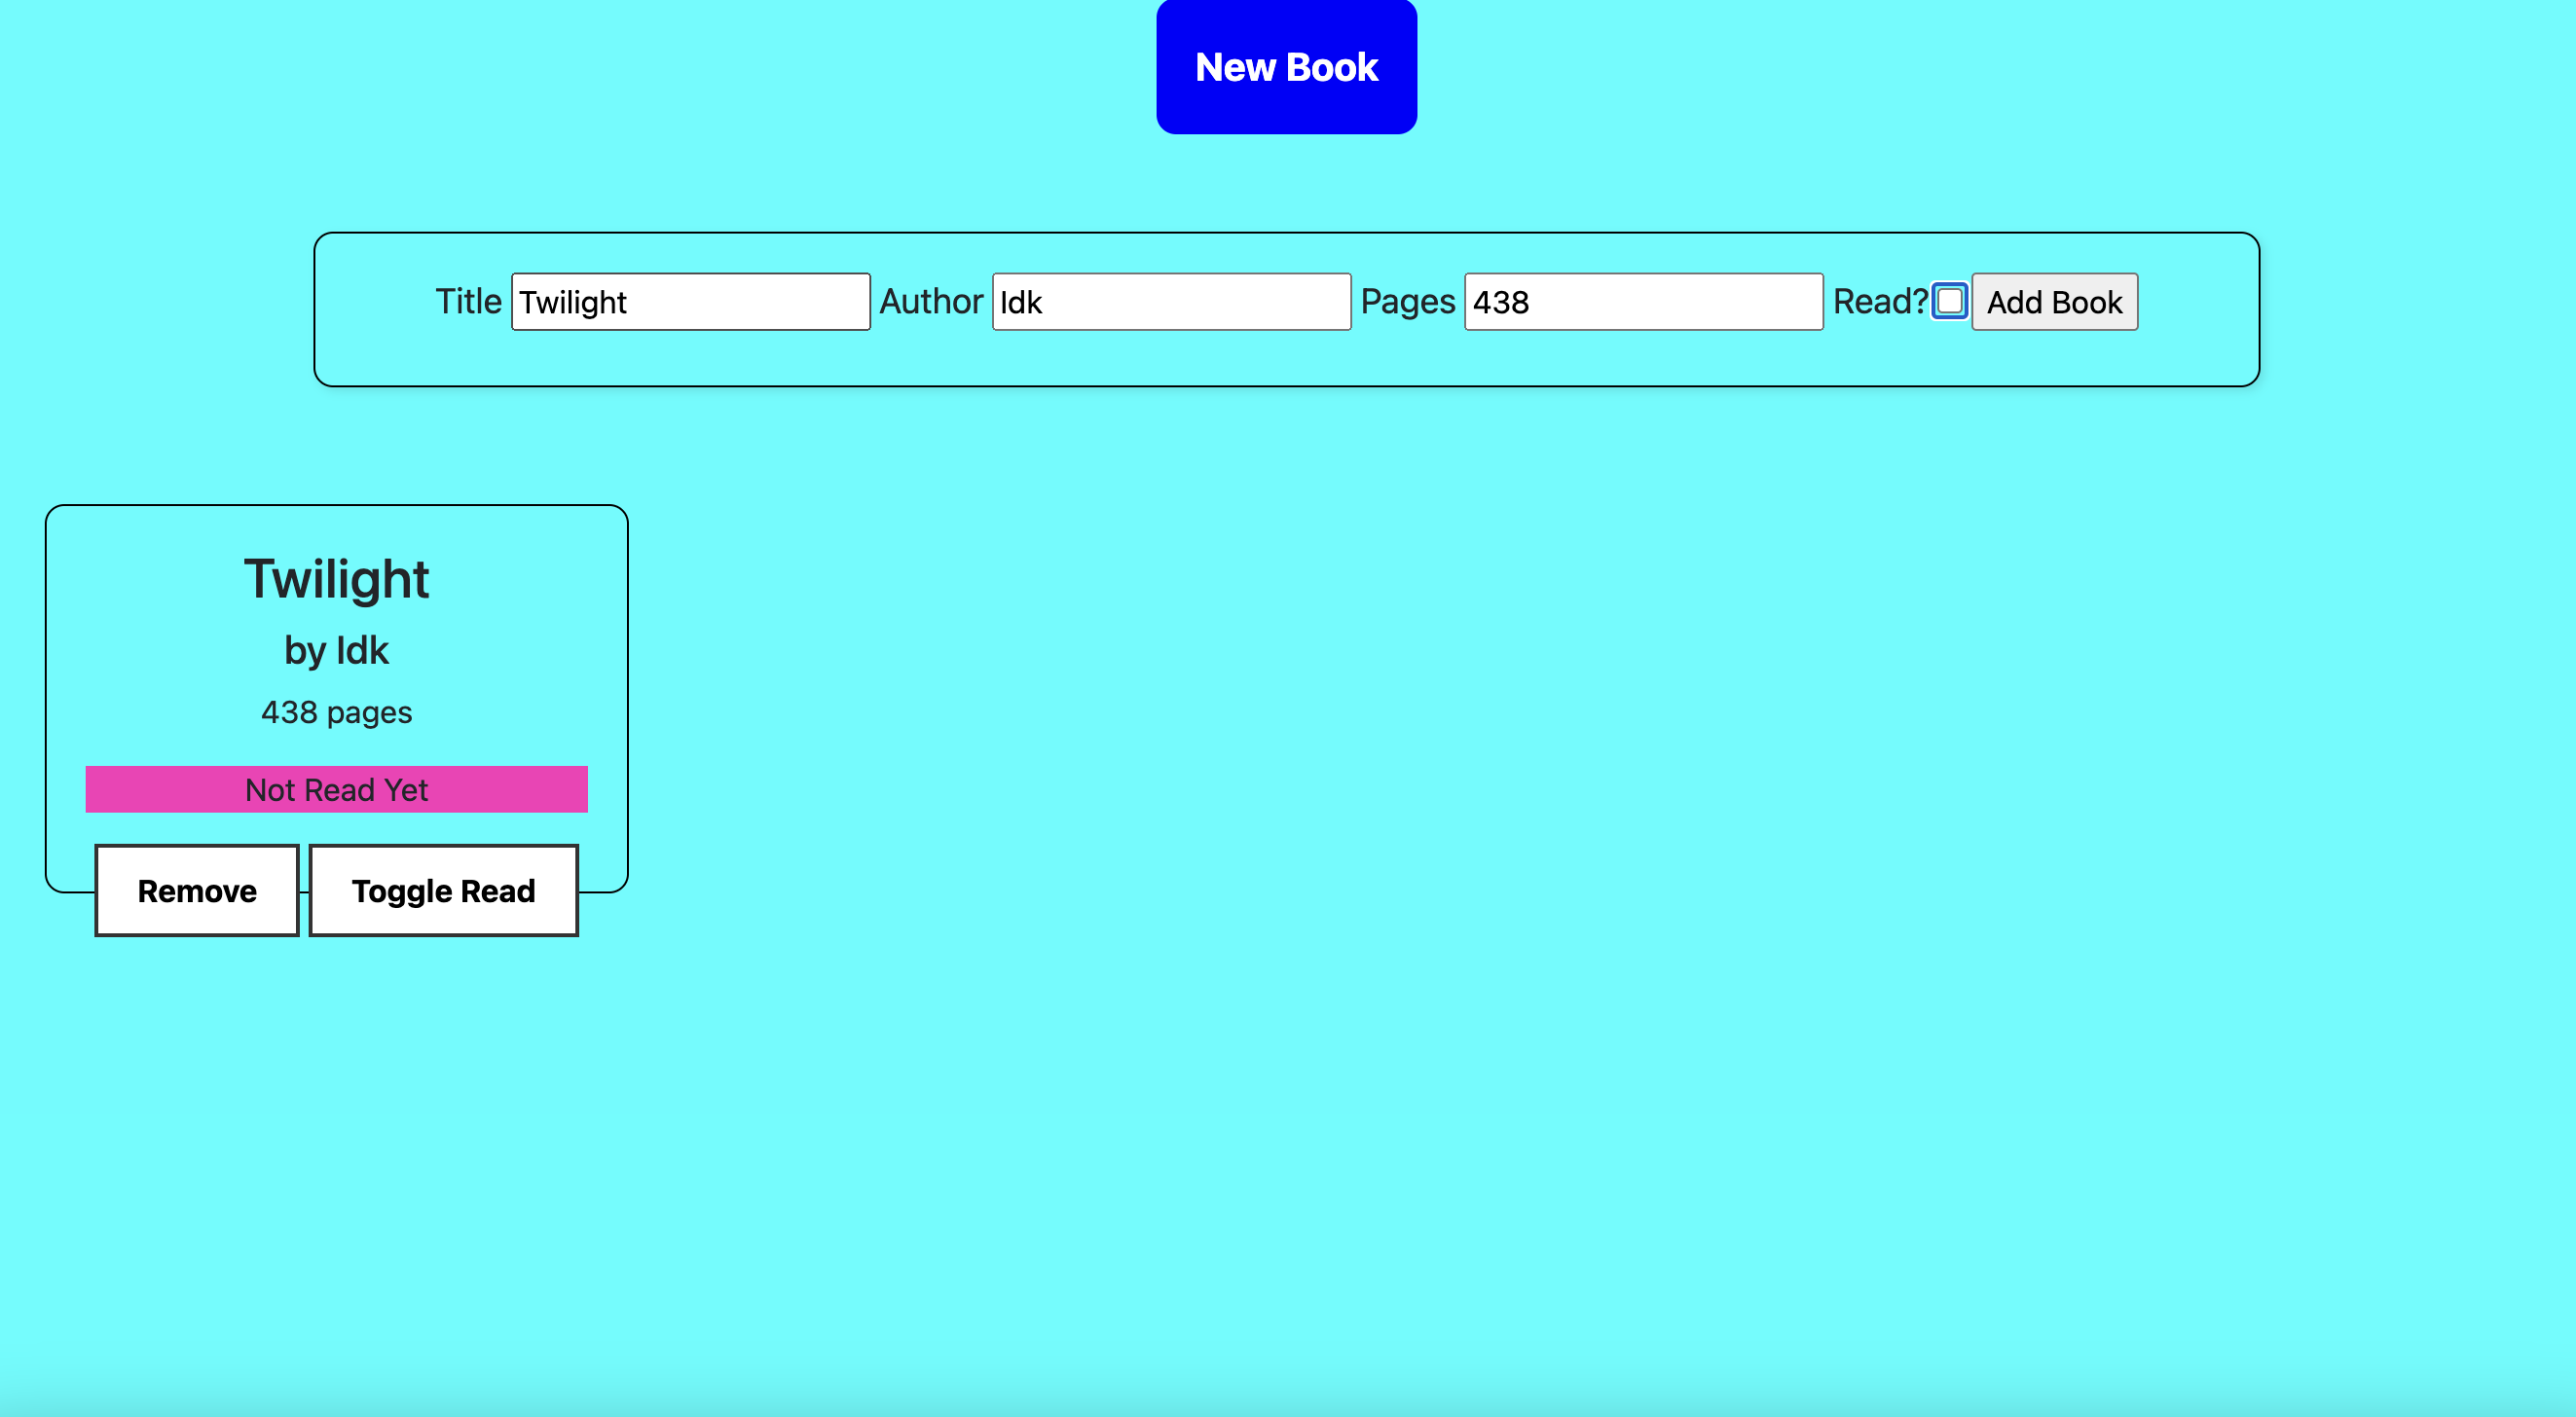 New Book
Title Twilight Author Idk Pages 438 Read? Add Book
Twilight
by Idk
438 pages
Not Read Yet
Remove Toggle Read